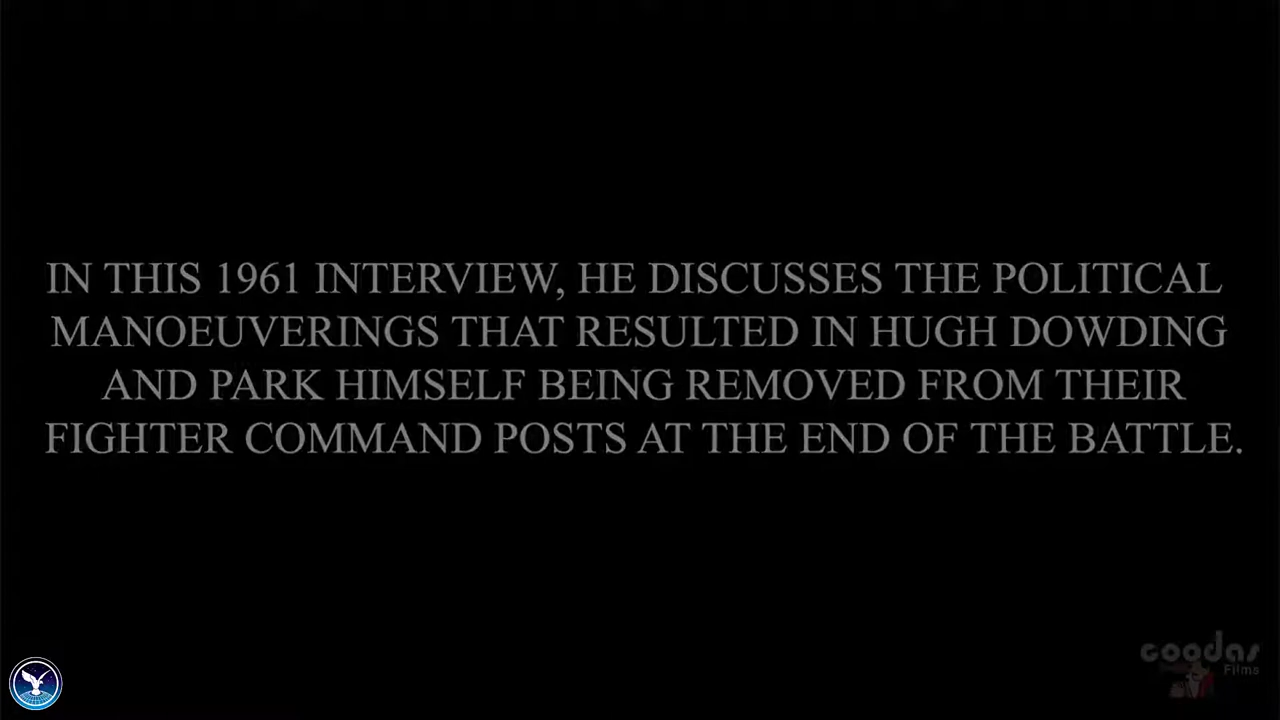 IN THIS 1961 INTERVIEW, HE DISCUSSES THE POLITICAL
MANOEUVERINGS THAT RESULTED IN HUGH DOWDING
AND PARK HIMSELF BEING REMOVED FROM THEIR
FIGHTER COMMAND POSTS AT THE END OF THE BATTLE.
coodas
Films